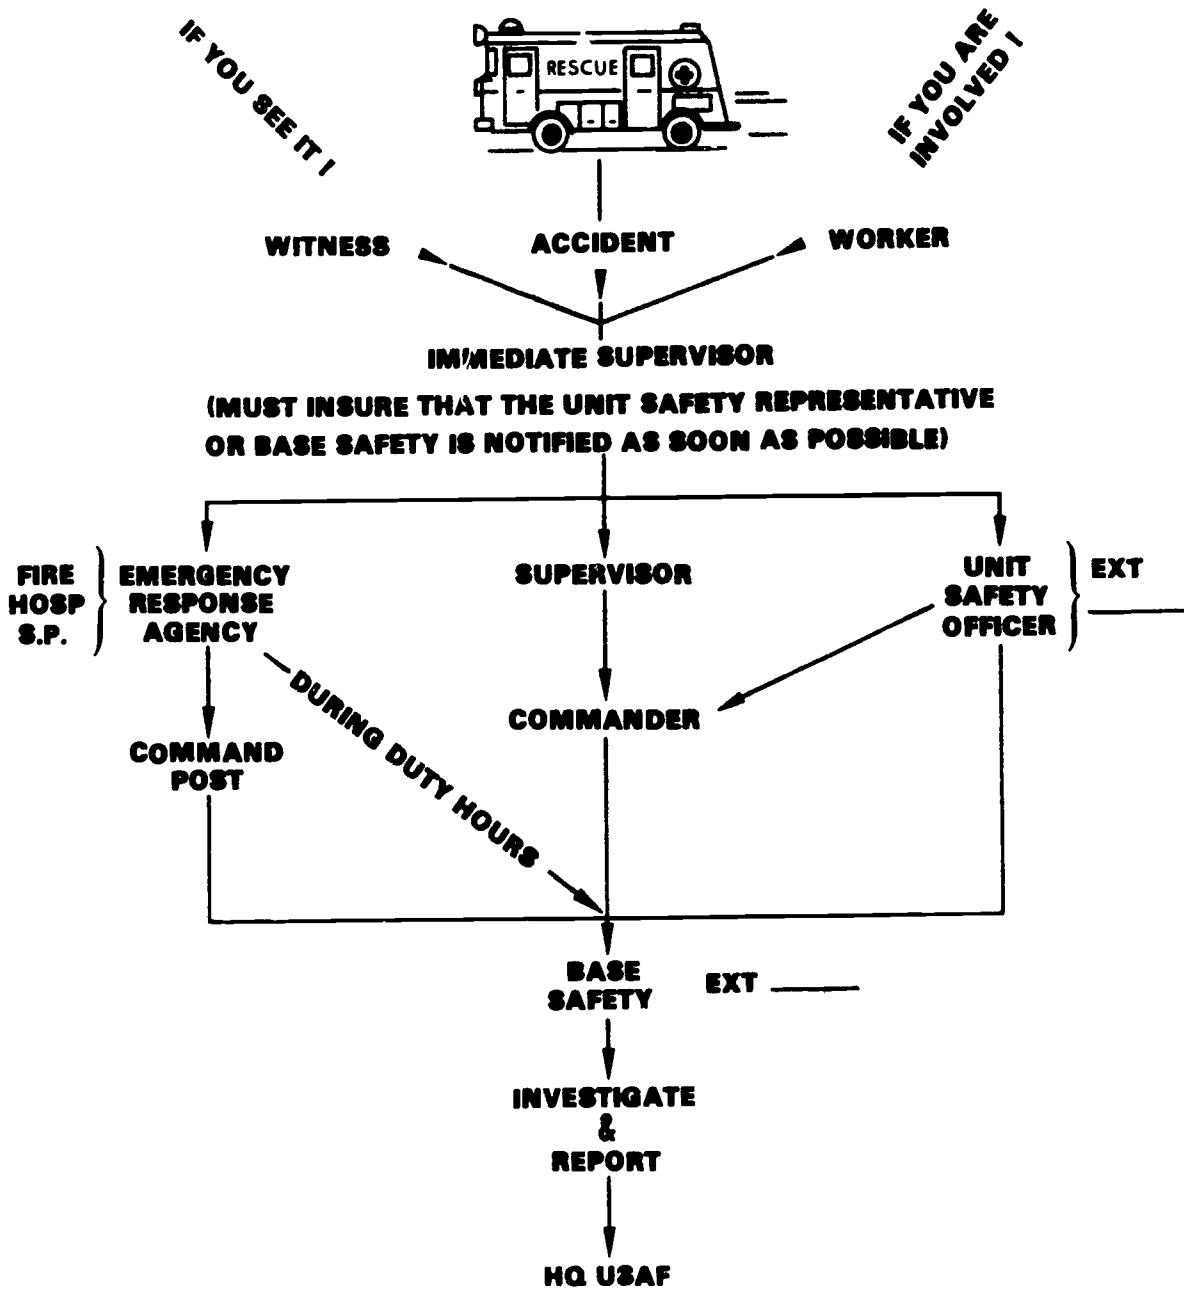 IF YOU SEE IT !
RESCUE
IF YOU ARE
INVOLVED !
WITNESS
ACCIDENT
WORKER
IMMEDIATE SUPERVISOR
(MUST INSURE THAT THE UNIT SAFETY REPRESENTATIVE
OR BASE SAFETY IS NOTIFIED AS SOON AS POSSIBLE)
FIRE
HOSP
S.P.
EMERGENCY
RESPONSE
AGENCY
SUPERVISOR
UNIT
SAFETY
OFFICER
EXT
DURING DUTY HOURS
COMMANDER
COMMAND
POST
BASE
SAFETY
EXT
INVESTIGATE
&
REPORT
HQ USAF